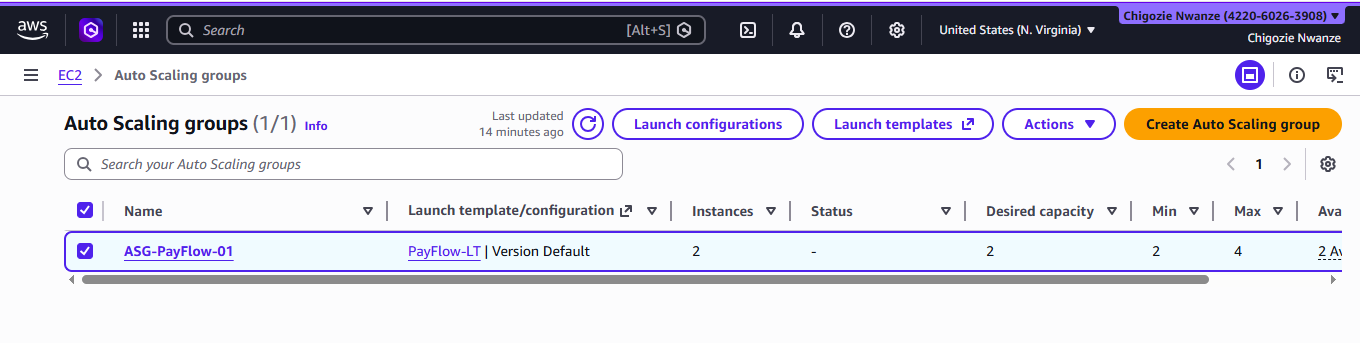 aws
Search [Alt+S]
United States (N. Virginia)
Chigozie Nwanze (4220-6026-3908)
Chigozie Nwanze
EC2 > Auto Scaling groups
Auto Scaling groups (1/1) Info
Last updated
14 minutes ago
Launch configurations
Launch templates
Actions
Create Auto Scaling group
Search your Auto Scaling groups
1
Name Launch template/configuration Instances Status Desired capacity Min Max Ava
ASG-PayFlow-01 PayFlow-LT | Version Default 2 - 2 2 4 2 Av